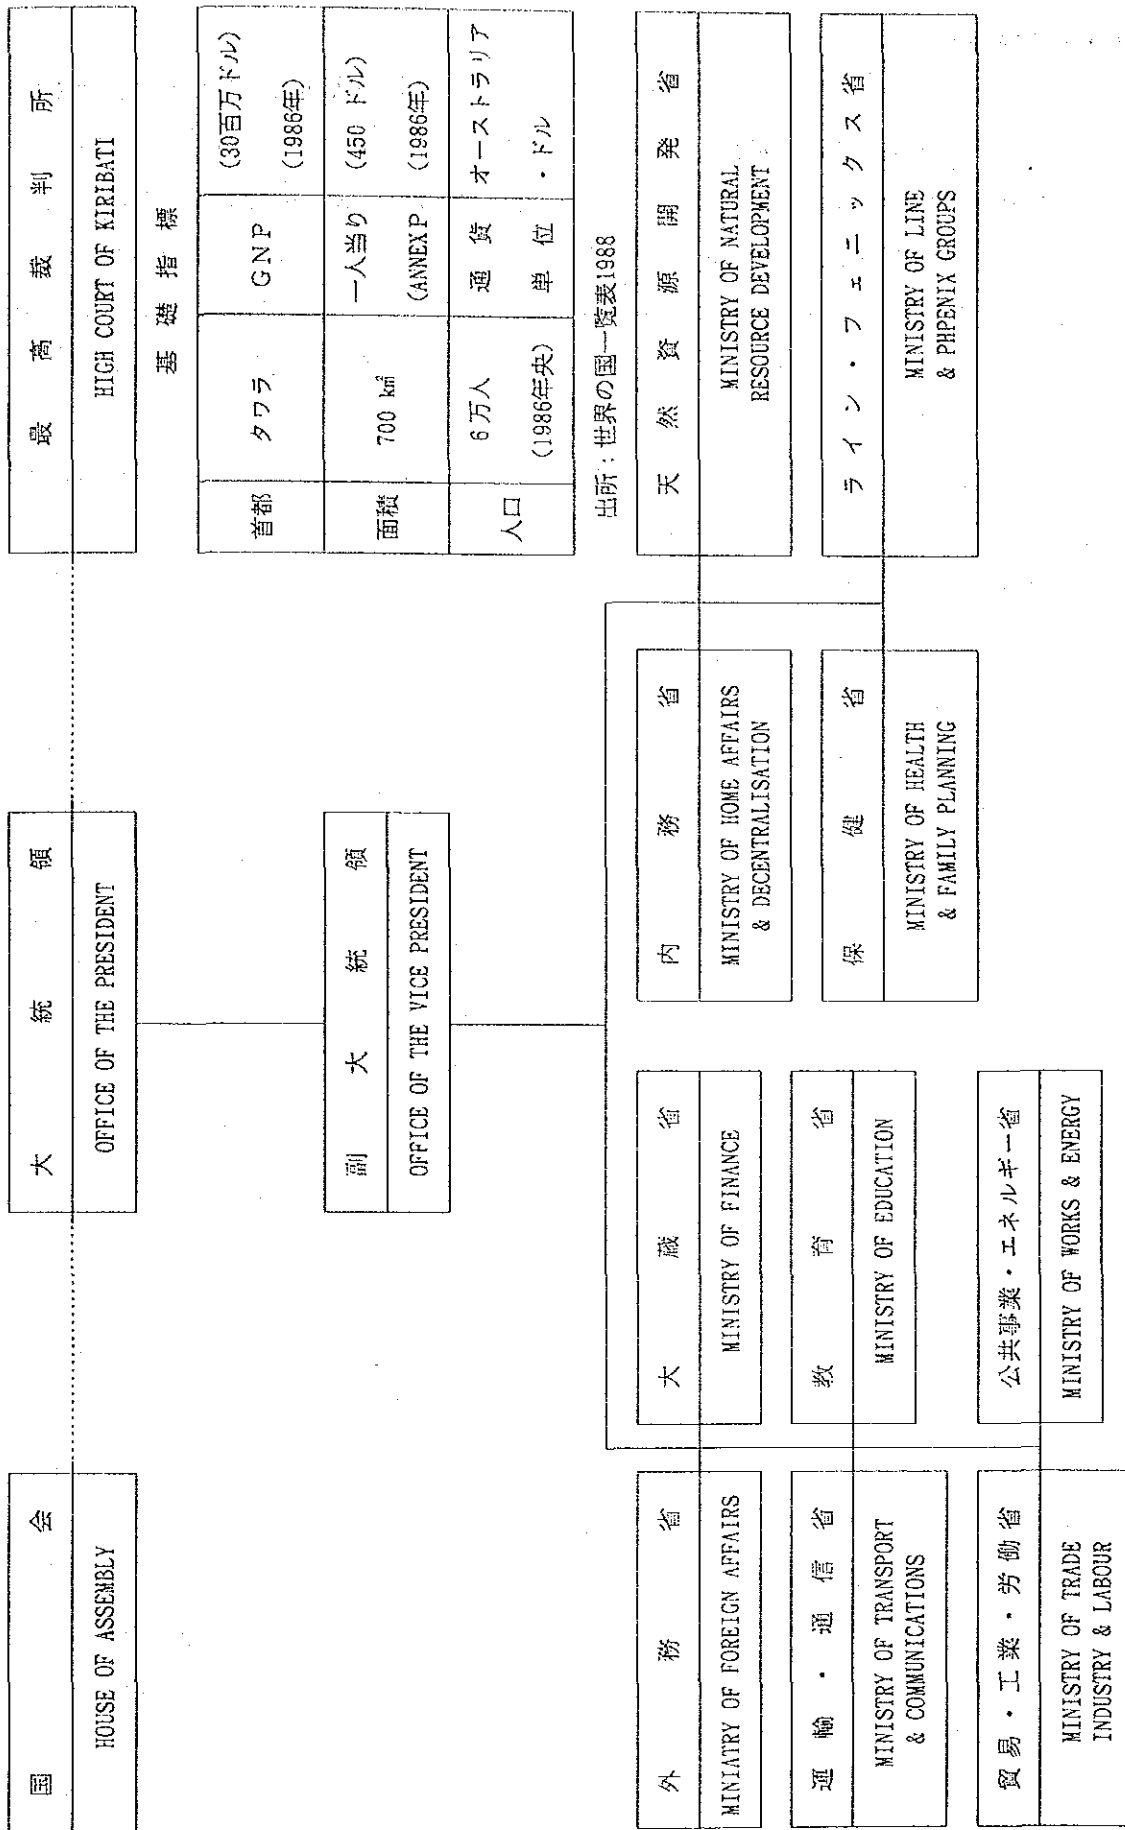 国会
HOUSE OF ASSEMBLY
大統領
OFFICE OF THE PRESIDENT
最高裁判所
HIGH COURT OF KIRIBATI
副大統領
OFFICE OF THE VICE PRESIDENT
基礎指標
首都 タワラ GNP (30百万ドル)
(1986年)
面積 700 km² 一人当り (450 ドル)
(ANNEX P (1986年)
人口 6万人 通貨 オーストラリア
(1986年央) 単位 ・ドル
出所:世界の国一覧表1988
外務省
MINIATRY OF FOREIGN AFFAIRS
大蔵省
MINISTRY OF FINANCE
内務省
MINISTRY OF HOME AFFAIRS
& DECENTRALISATION
天然資源開発省
MINISTRY OF NATURAL
RESOURCE DEVELOPMENT
運輸・通信省
MINISTRY OF TRANSPORT
& COMMUNICATIONS
教育省
MINISTRY OF EDUCATION
保健省
MINISTRY OF HEALTH
& FAMILY PLANNING
ライン・フェニックス省
MINISTRY OF LINE
& PHPENIX GROUPS
貿易・工業・労働省
MINISTRY OF TRADE
INDUSTRY & LABOUR
公共事業・エネルギー省
MINISTRY OF WORKS & ENERGY